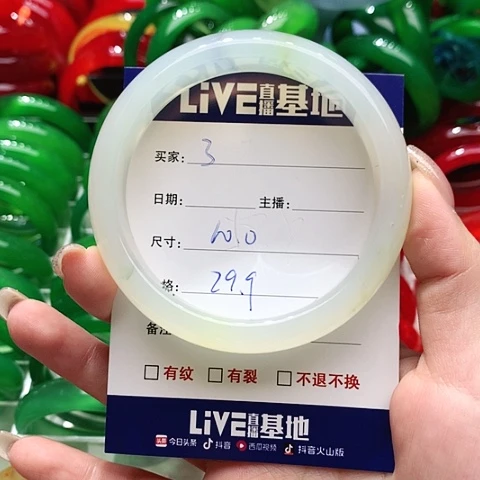 LIVE直播基地
买家: 3
日期: 主播:
尺寸: 60.0
格: 29.9
备注
□有纹 □有裂 □不退不换
LIVE直播基地
头条 今日头条 抖音 西瓜视频 抖音火山版